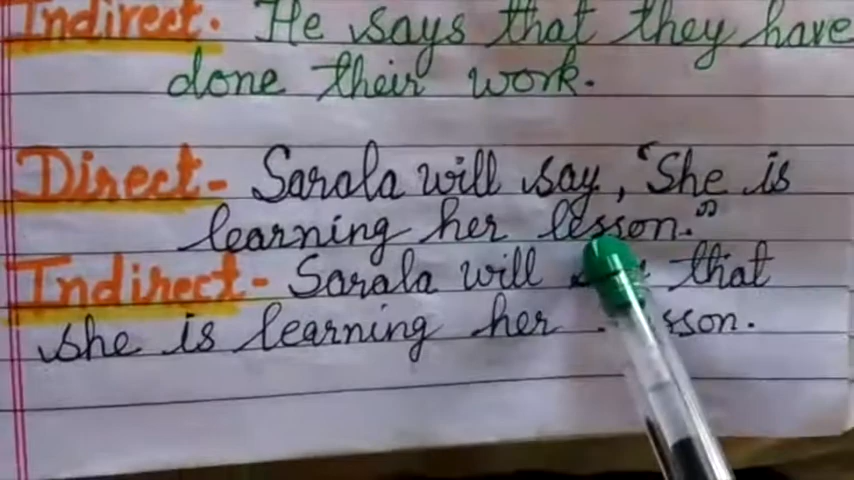 Indirect. He says that they have
done their work.
Direct- Sarala will say, "She is
learning her lesson."
Indirect- Sarala will that
she is learning her